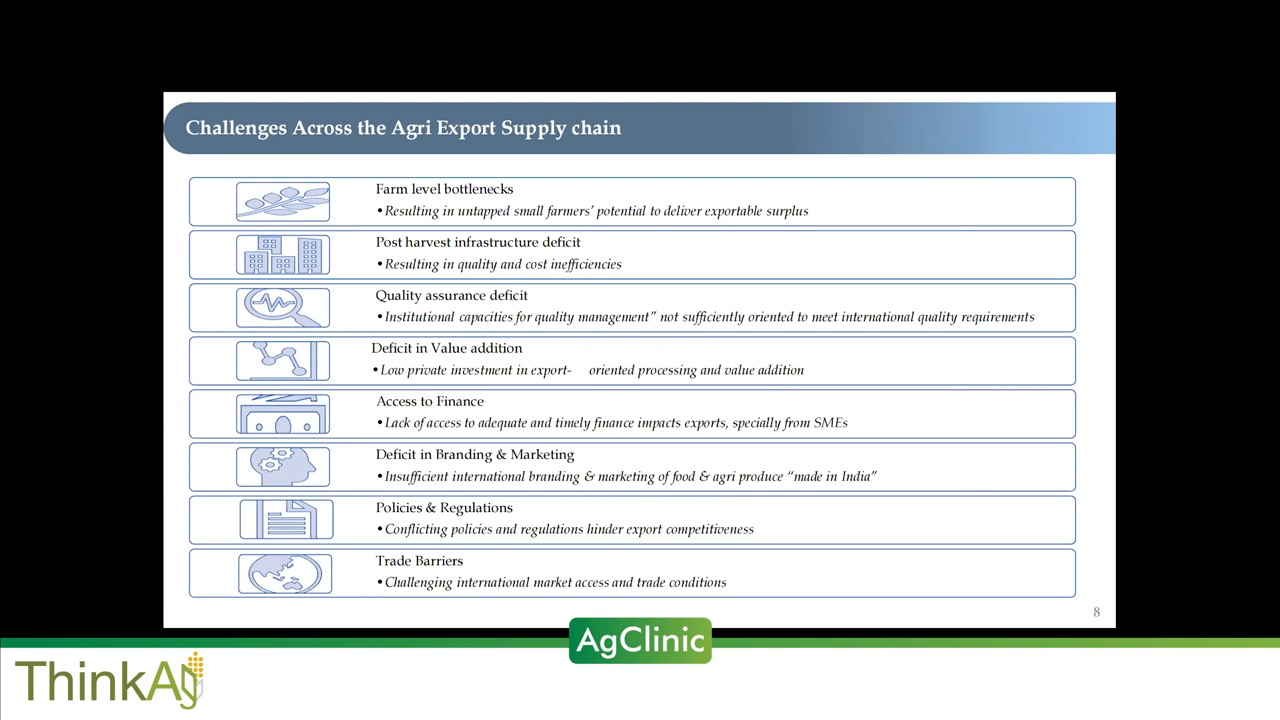 Challenges Across the Agri Export Supply chain
Farm level bottlenecks
•Resulting in untapped small farmers’ potential to deliver exportable surplus
Post harvest infrastructure deficit
•Resulting in quality and cost inefficiencies
Quality assurance deficit
•Institutional capacities for quality management” not sufficiently oriented to meet international quality requirements
Deficit in Value addition
•Low private investment in export- oriented processing and value addition
Access to Finance
•Lack of access to adequate and timely finance impacts exports, specially from SMEs
Deficit in Branding & Marketing
•Insufficient international branding & marketing of food & agri produce “made in India”
Policies & Regulations
•Conflicting policies and regulations hinder export competitiveness
Trade Barriers
•Challenging international market access and trade conditions
8
AgClinic
ThinkAg